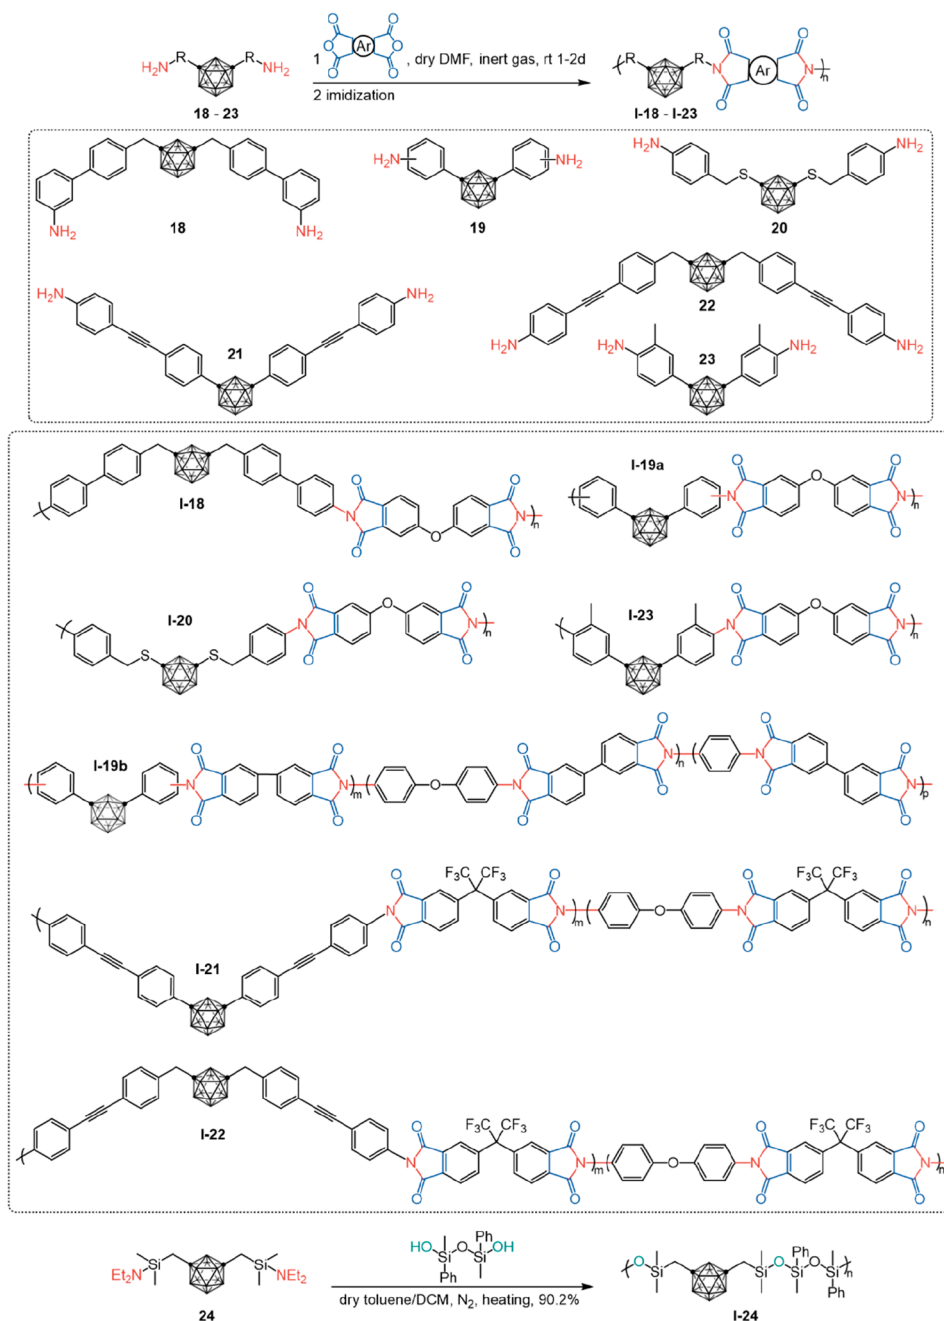 1 Ar , dry DMF, inert gas, rt 1-2d
2 imidization
R R
NH2 NH2
18 - 23
R R N Ar N n
O O O O O O
O O O O
I-18 - I-23
18
H2N NH2
NH2 NH2
19
H2N NH2
S S
20
H2N NH2
21
22
H2N NH2
H2N NH2
23
I-18
N O N n
O O O O
I-19a
N O N n
O O O O
I-20
S S
N O N n
O O O O
I-23
N O N n
O O O O
I-19b
N N m O N N n N N p
O O O O O O O O O O O O
F3C CF3 F3C CF3
N N m O N N n
O O O O O O O O
I-21
I-22
F3C CF3 F3C CF3
N N m O N N n
O O O O O O O O
Si Si
Et2N NEt2
24
HO Si O Si OH
Ph Ph
dry toluene/DCM, N2, heating, 90.2%
O Si Si O Si O Si n
Ph Ph
I-24